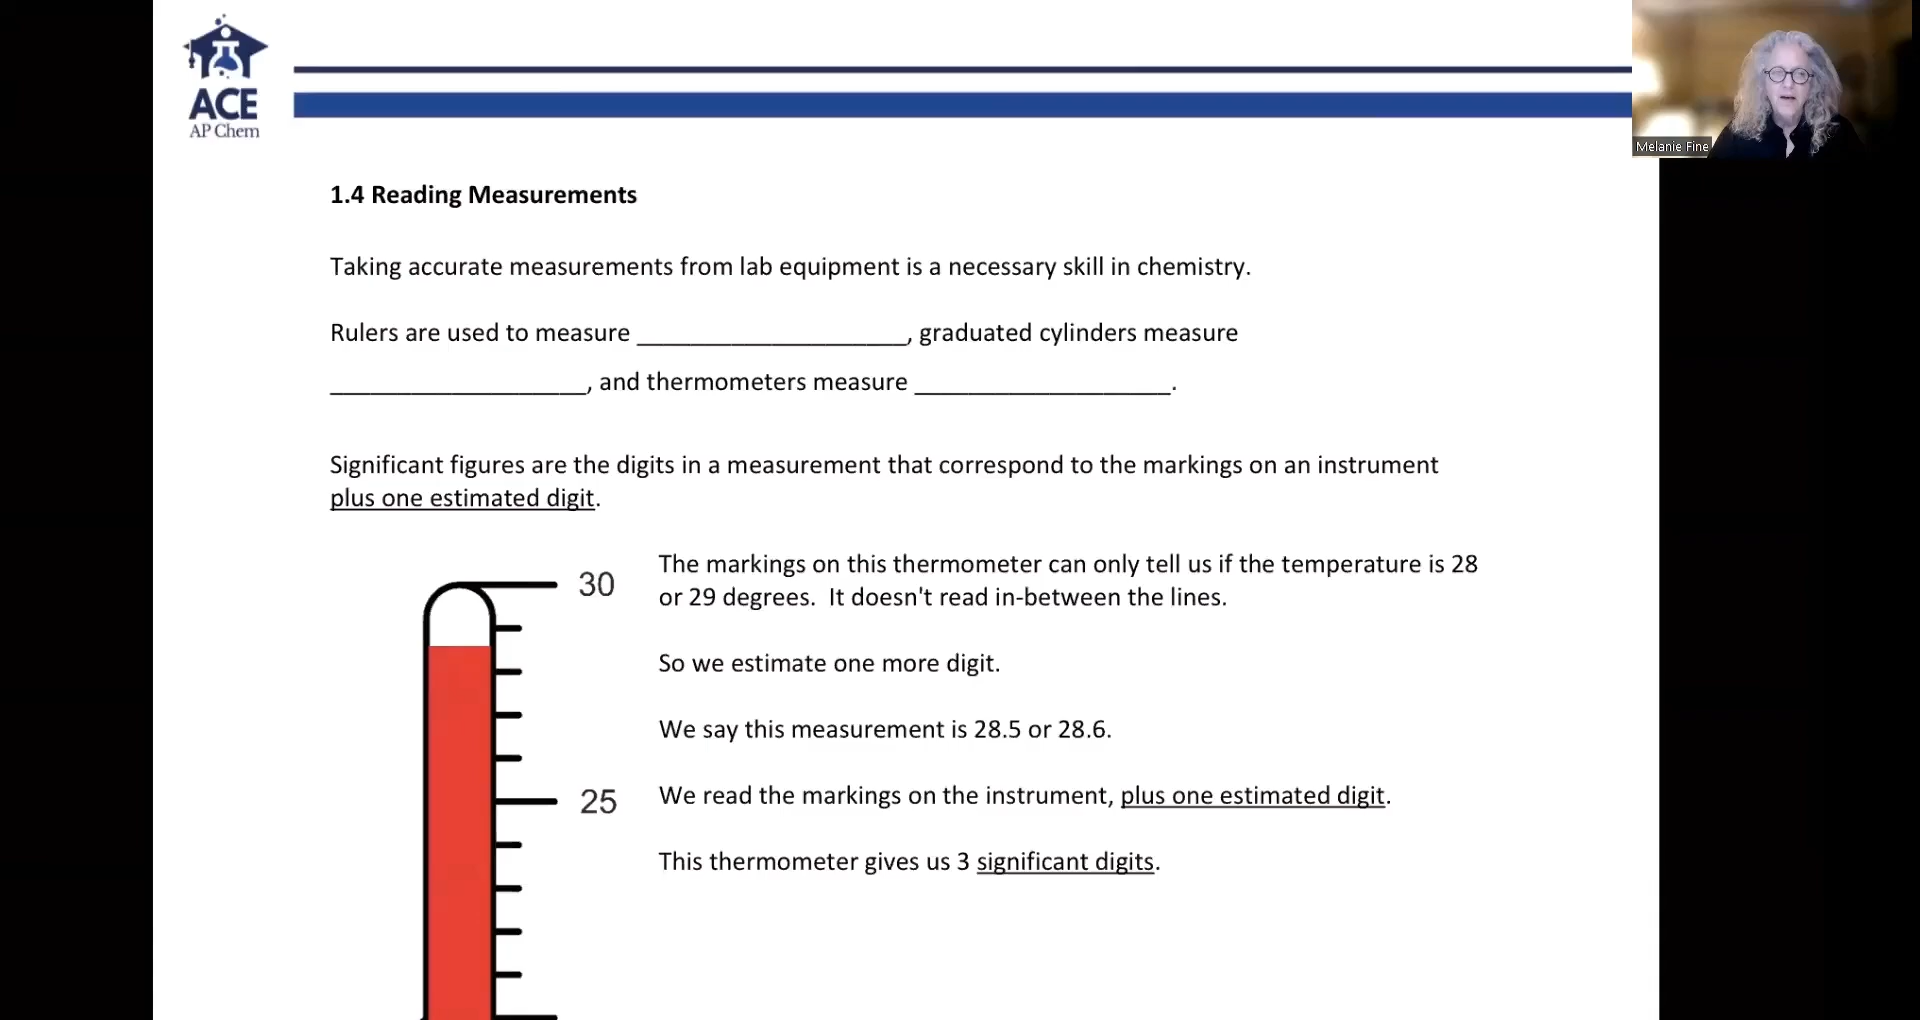 ACE
AP Chem
Melanie Fine
1.4 Reading Measurements
Taking accurate measurements from lab equipment is a necessary skill in chemistry.
Rulers are used to measure ____________________, graduated cylinders measure
___________________, and thermometers measure ___________________.
Significant figures are the digits in a measurement that correspond to the markings on an instrument
plus one estimated digit.
30
The markings on this thermometer can only tell us if the temperature is 28
or 29 degrees. It doesn't read in-between the lines.
So we estimate one more digit.
We say this measurement is 28.5 or 28.6.
25
We read the markings on the instrument, plus one estimated digit.
This thermometer gives us 3 significant digits.